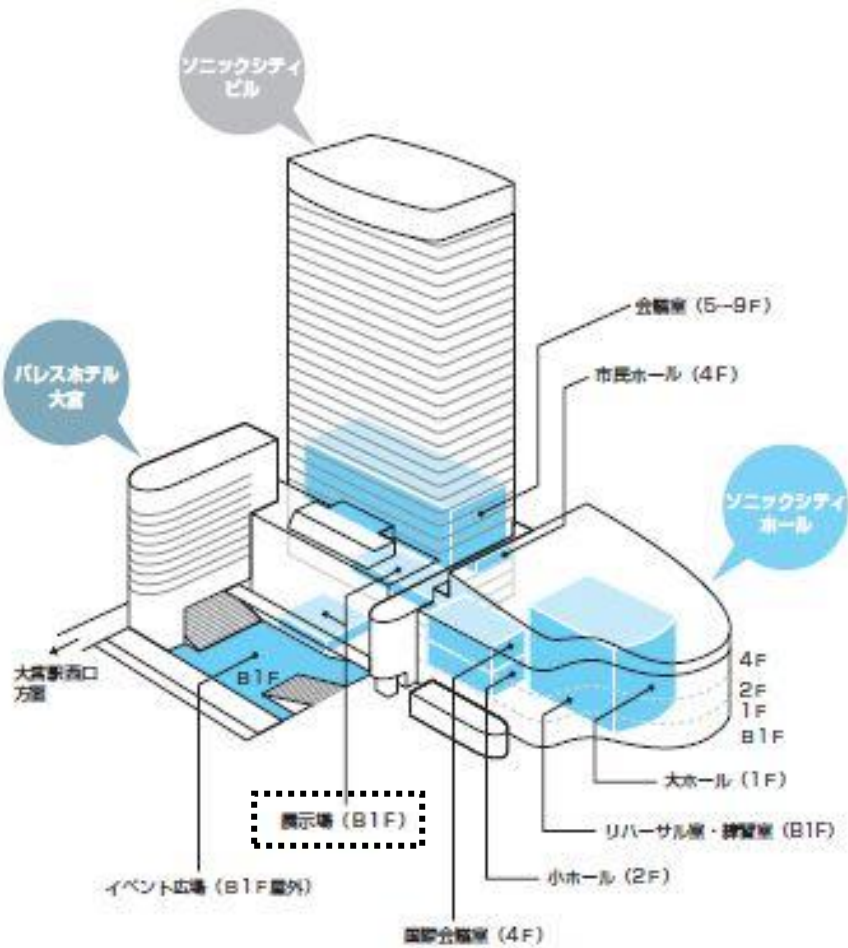 ソニックシティ
ビル
会議室（5―9F）
市民ホール（4F）
パレスホテル
大宮
ソニックシティ
ホール
大宮駅西口
方面
B1F
4F
2F
1F
B1F
大ホール（1F）
展示場（B1F）
リハーサル室・練習室（B1F）
小ホール（2F）
イベント広場（B1F屋外）
国際会議室（4F）